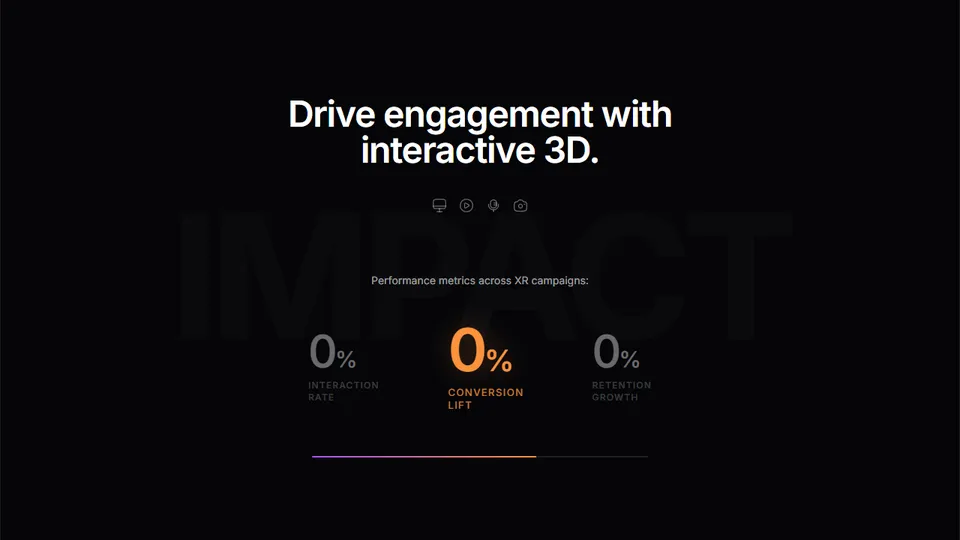 Drive engagement with
interactive 3D.
IMPACT
Performance metrics across XR campaigns:
0%
INTERACTION
RATE
0%
CONVERSION
LIFT
0%
RETENTION
GROWTH